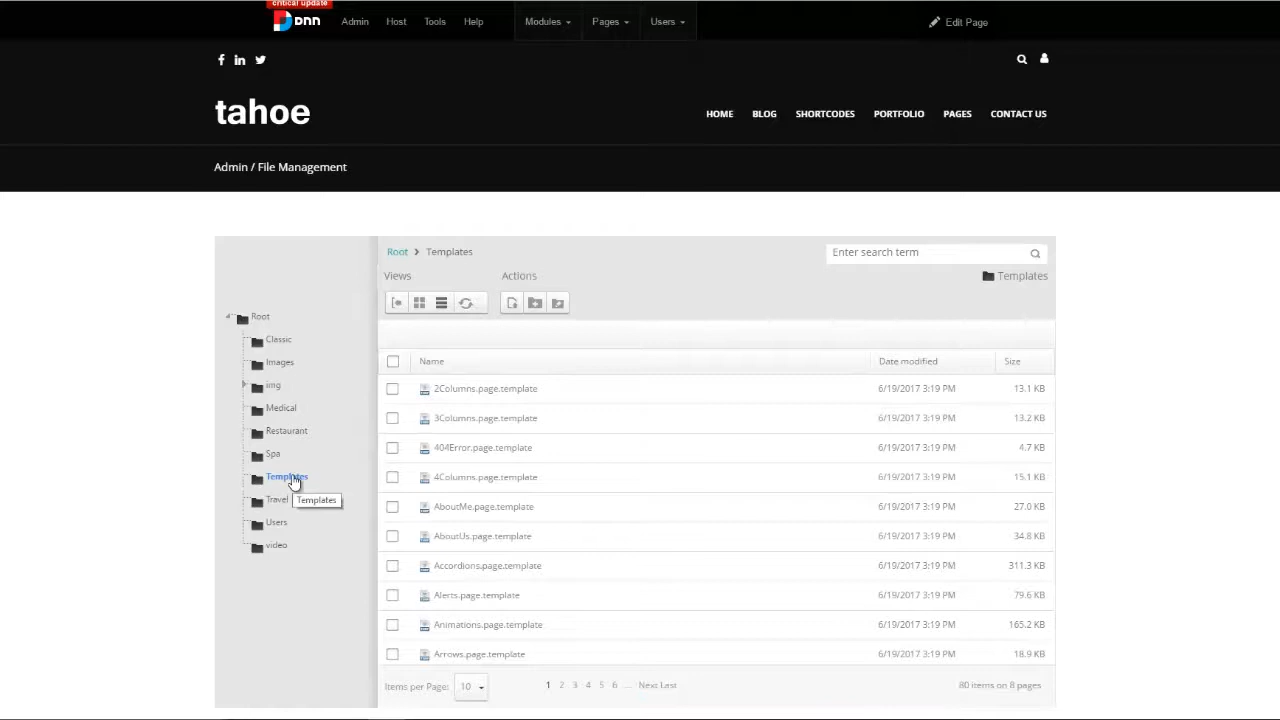 critical update
DNN Admin Host Tools Help Modules Pages Users Edit Page
tahoe
HOME BLOG SHORTCODES PORTFOLIO PAGES CONTACT US
Admin / File Management
Root > Templates Enter search term
Views Actions Templates
Root
Classic
Images
img
Medical
Restaurant
Spa
Templates
Travel Templates
Users
video
Name Date modified Size
2Columns.page.template 6/19/2017 3:19 PM 13.1 KB
3Columns.page.template 6/19/2017 3:19 PM 13.2 KB
404Error.page.template 6/19/2017 3:19 PM 4.7 KB
4Columns.page.template 6/19/2017 3:19 PM 15.1 KB
AboutMe.page.template 6/19/2017 3:19 PM 27.0 KB
AboutUs.page.template 6/19/2017 3:19 PM 34.8 KB
Accordions.page.template 6/19/2017 3:19 PM 311.3 KB
Alerts.page.template 6/19/2017 3:19 PM 79.6 KB
Animations.page.template 6/19/2017 3:19 PM 165.2 KB
Arrows.page.template 6/19/2017 3:19 PM 18.9 KB
Items per Page: 10 1 2 3 4 5 6 ... Next Last 80 items on 8 pages